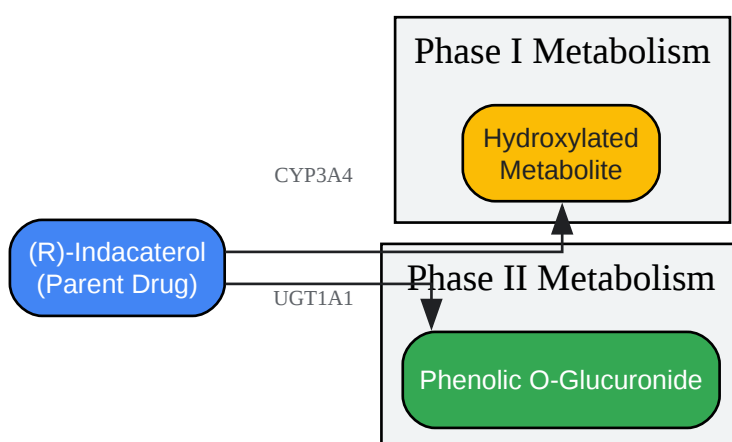 Phase I Metabolism
Hydroxylated
Metabolite
CYP3A4
(R)-Indacaterol
(Parent Drug)
UGT1A1
Phase II Metabolism
Phenolic O-Glucuronide